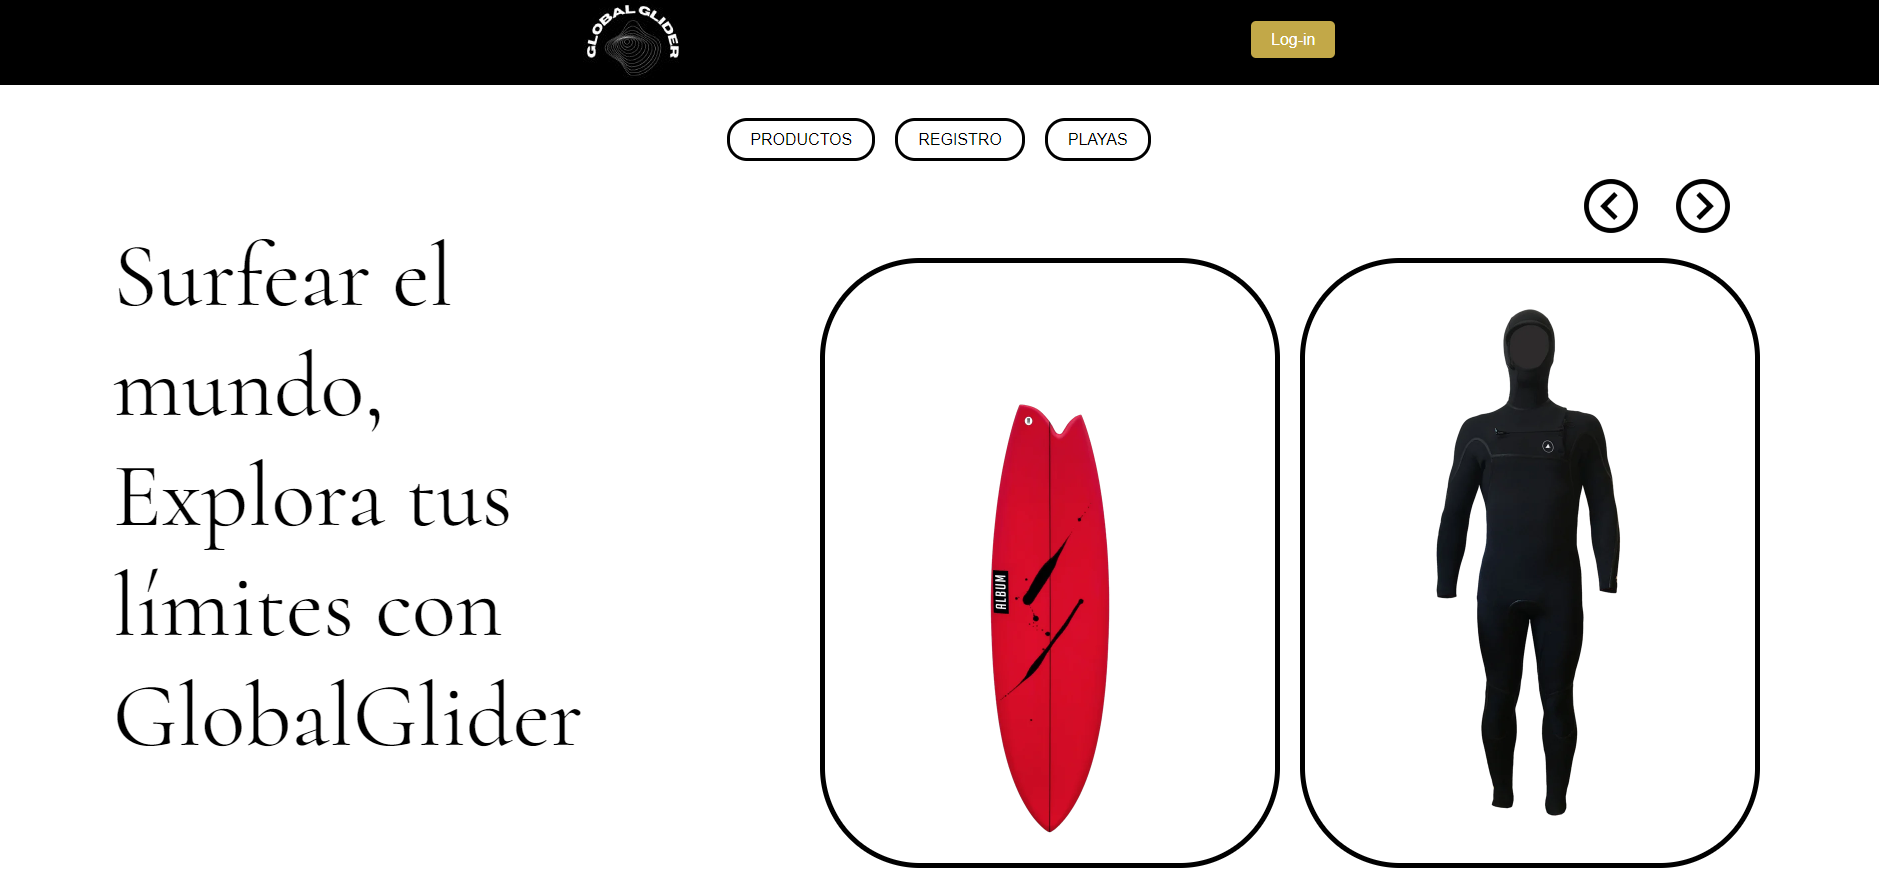 GLOBAL GLIDER
Log-in
PRODUCTOS
REGISTRO
PLAYAS
Surfear el
mundo,
Explora tus
límites con
GlobalGlider
ALBUM